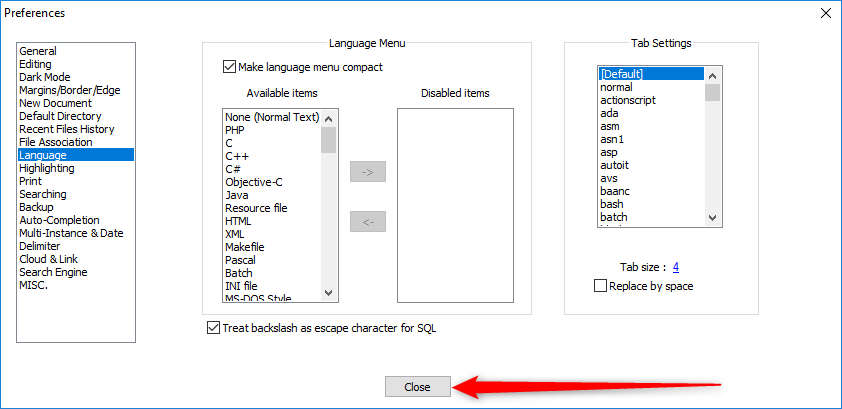 Preferences
General
Editing
Dark Mode
Margins/Border/Edge
New Document
Default Directory
Recent Files History
File Association
Language
Highlighting
Print
Searching
Backup
Auto-Completion
Multi-Instance & Date
Delimiter
Cloud & Link
Search Engine
MISC.
Language Menu
Make language menu compact
Available items
None (Normal Text)
PHP
C
C++
C#
Objective-C
Java
Resource file
HTML
XML
Makefile
Pascal
Batch
INI file
MS-DOS Style
->
<-
Disabled items
Treat backslash as escape character for SQL
Tab Settings
[Default]
normal
actionscript
ada
asm
asn1
asp
autoit
avs
baanc
bash
batch
Tab size : 4
Replace by space
Close